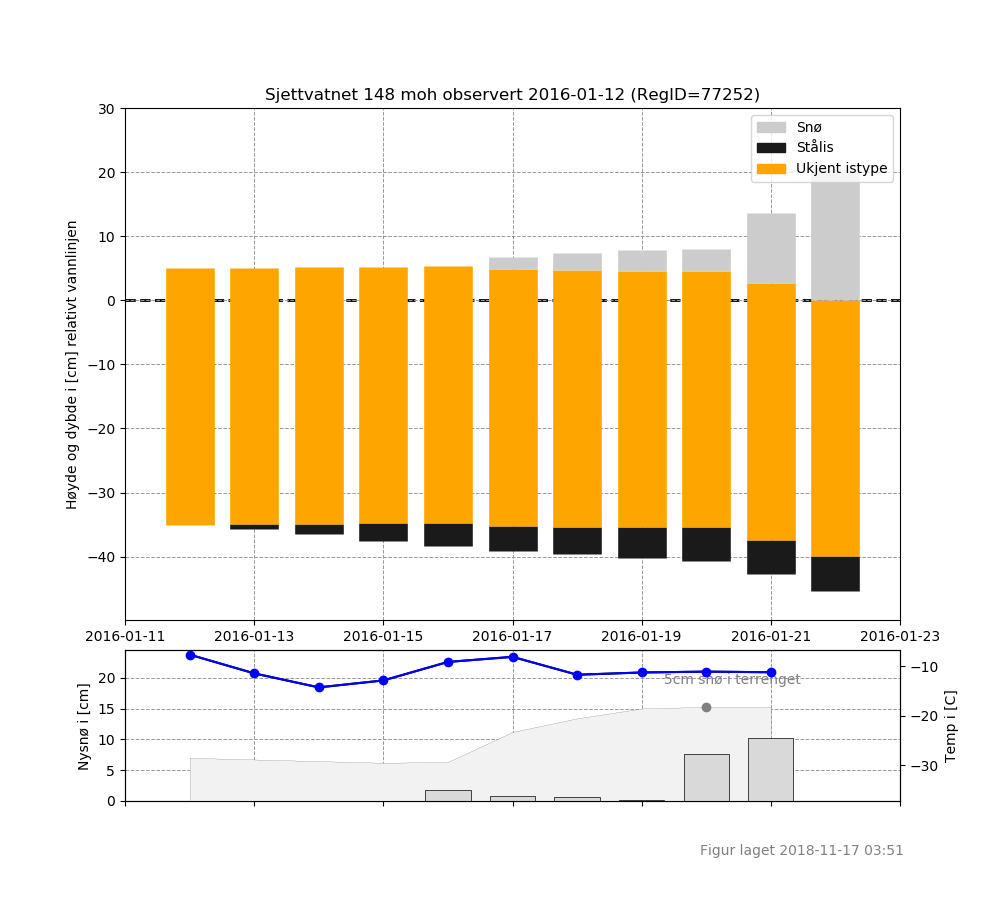 Sjettvatnet 148 moh observert 2016-01-12 (RegID=77252)
Høyde og dybde i [cm] relativt vannlinjen
30
20
10
0
−10
−20
−30
−40
Snø
Stålis
Ukjent istype
2016-01-11 2016-01-13 2016-01-15 2016-01-17 2016-01-19 2016-01-21 2016-01-23
Nysnø i [cm]
20
15
10
5
0
5cm snø i terrenget
−10
−20
−30
Temp i [C]
Figur laget 2018-11-17 03:51